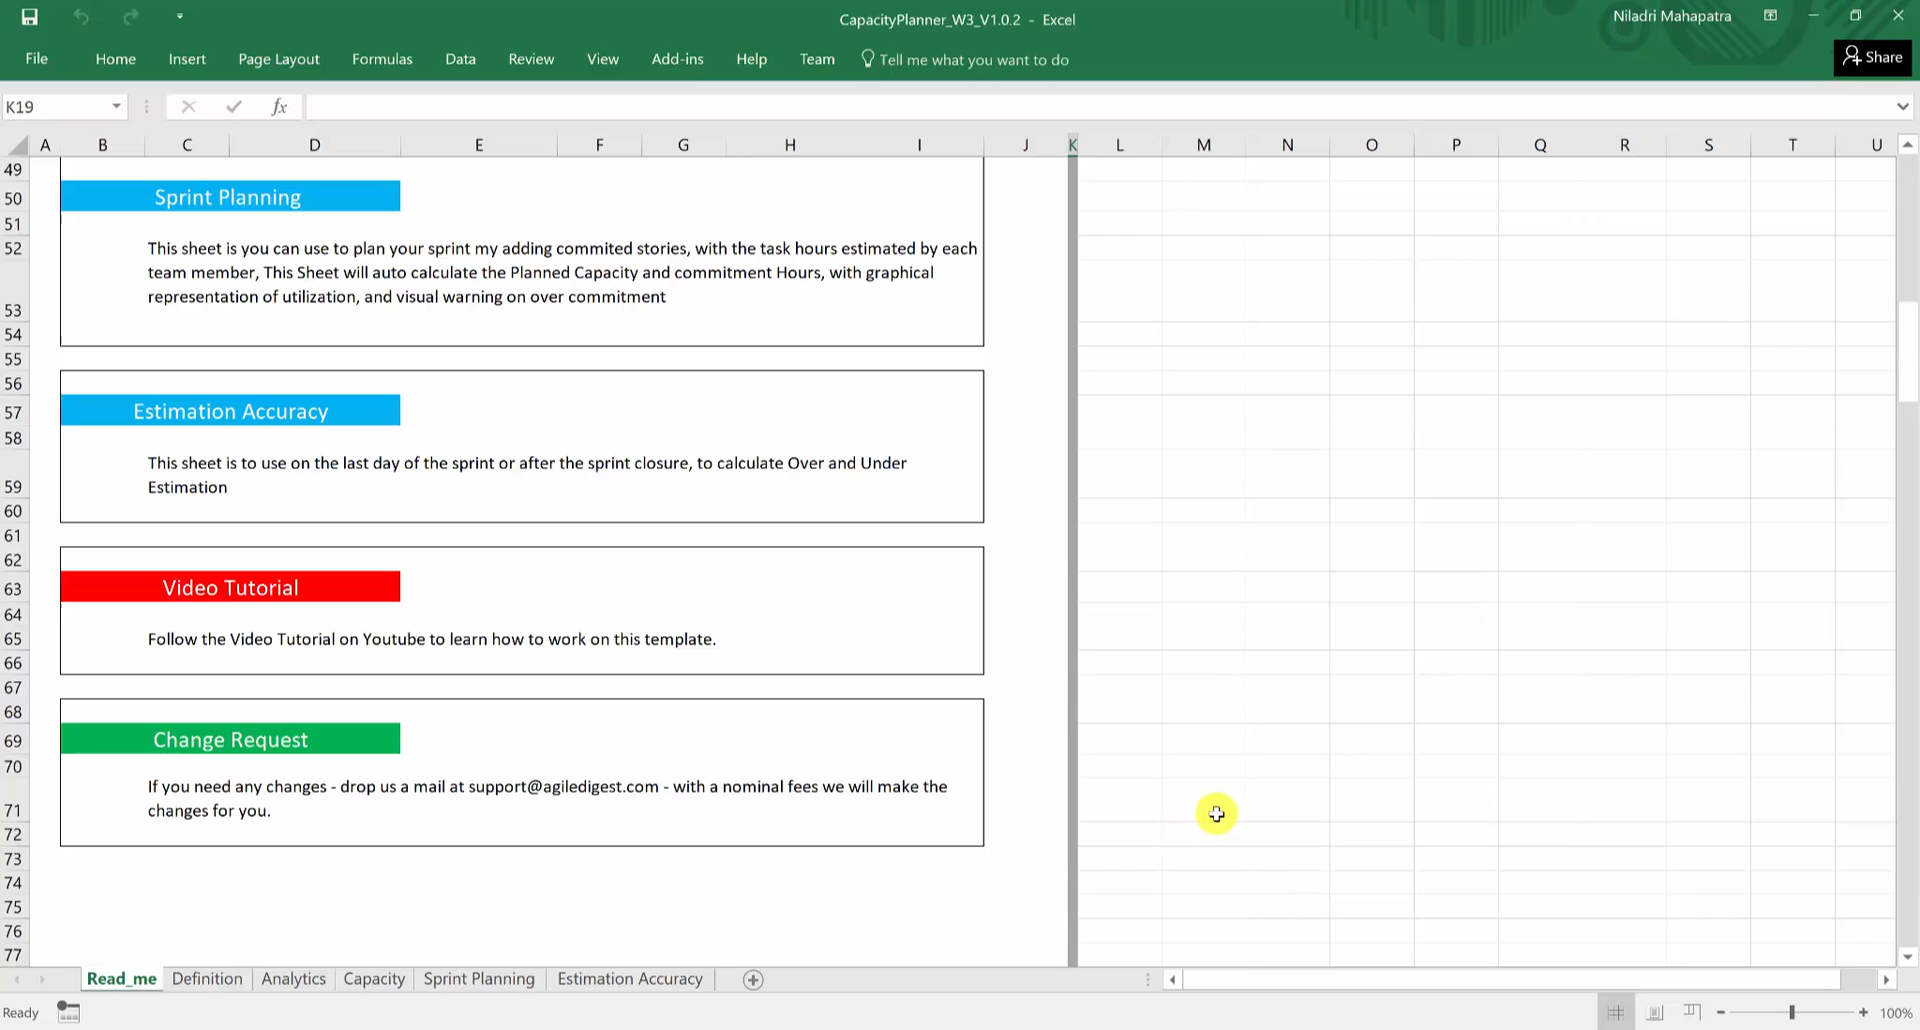 CapacityPlanner_W3_V1.0.2 - Excel
Niladri Mahapatra
File Home Insert Page Layout Formulas Data Review View Add-ins Help Team Tell me what you want to do
Share
K19
fx
A B C D E F G H I J K L M N O P Q R S T U
49
50 Sprint Planning
51
52 This sheet is you can use to plan your sprint my adding commited stories, with the task hours estimated by each
team member, This Sheet will auto calculate the Planned Capacity and commitment Hours, with graphical
representation of utilization, and visual warning on over commitment
53
54
55
56
57 Estimation Accuracy
58
This sheet is to use on the last day of the sprint or after the sprint closure, to calculate Over and Under
59 Estimation
60
61
62
63 Video Tutorial
64
65 Follow the Video Tutorial on Youtube to learn how to work on this template.
66
67
68
69 Change Request
70
If you need any changes - drop us a mail at support@agiledigest.com - with a nominal fees we will make the
71 changes for you.
72
73
74
75
76
77
Read_me Definition Analytics Capacity Sprint Planning Estimation Accuracy
Ready
100%